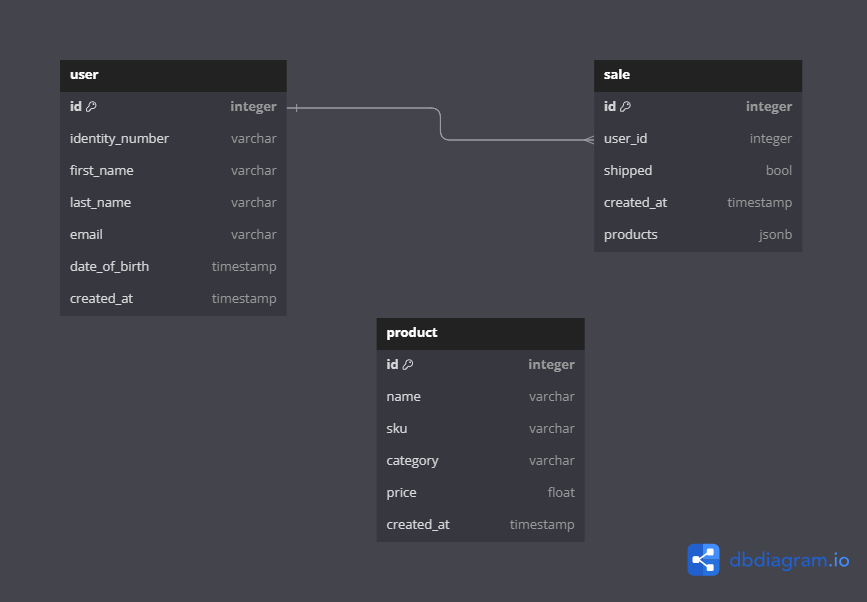 user
id integer
identity_number varchar
first_name varchar
last_name varchar
email varchar
date_of_birth timestamp
created_at timestamp
sale
id integer
user_id integer
shipped bool
created_at timestamp
products jsonb
product
id integer
name varchar
sku varchar
category varchar
price float
created_at timestamp
dbdiagram.io